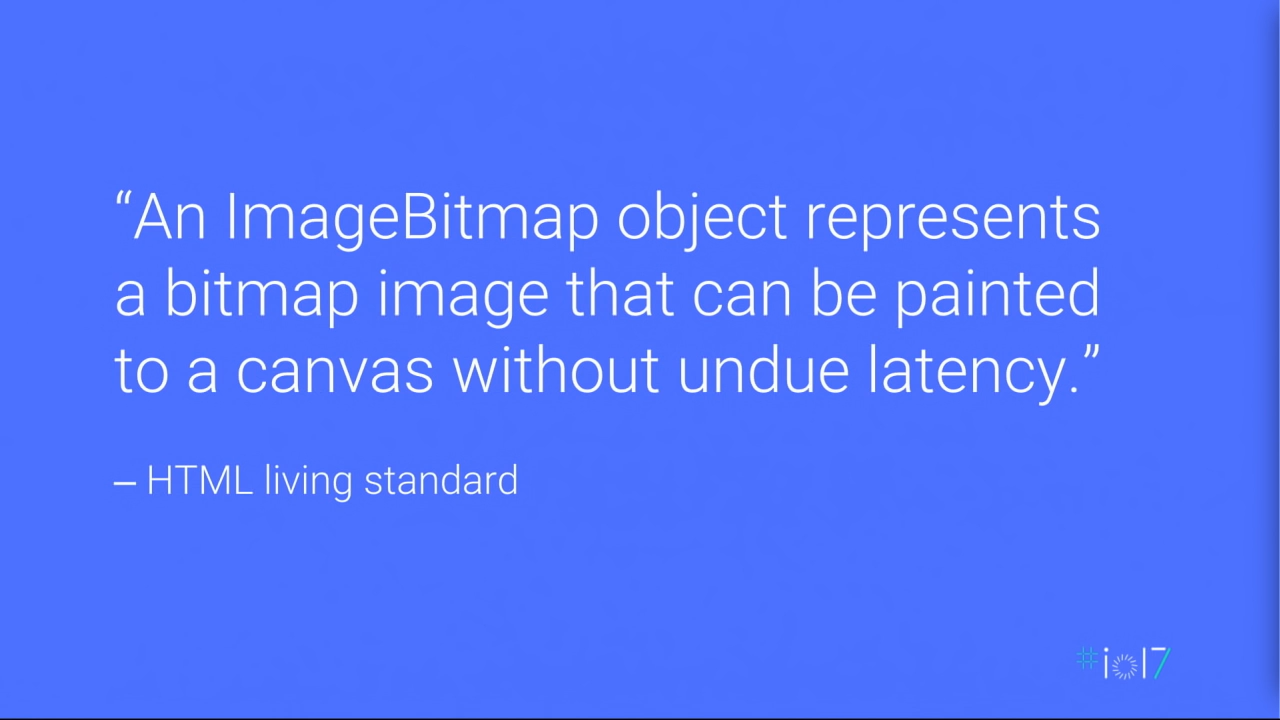 “An ImageBitmap object represents
a bitmap image that can be painted
to a canvas without undue latency.”
– HTML living standard
#io17